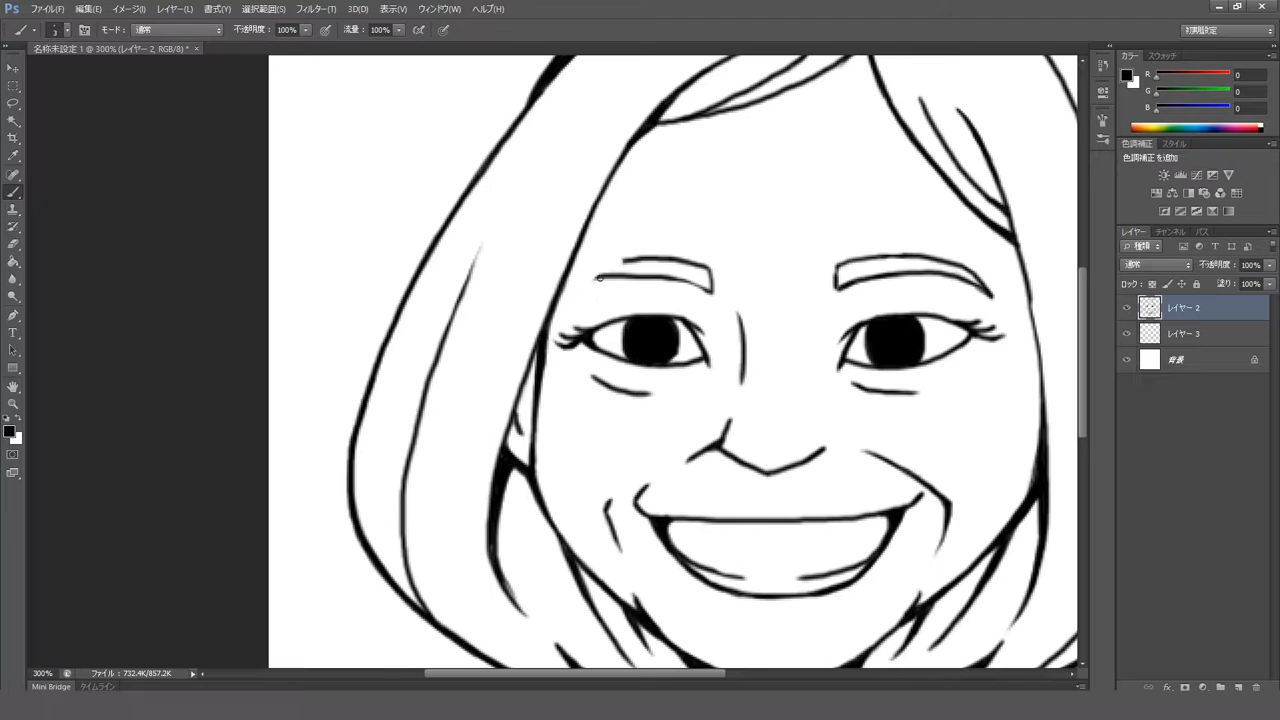 Ps ファイル(F) 編集(E) イメージ(I) レイヤー(L) 書式(Y) 選択範囲(S) フィルター(T) 3D(D) 表示(V) ウィンドウ(W) ヘルプ(H)
3 モード: 通常 不透明度: 100% 流量: 100% 初期設定
名称未設定 1 @ 300% (レイヤー 2, RGB/8) * ×
カラー スウォッチ
R 0
G 0
B 0
色調補正 スタイル
色調補正を追加
レイヤー チャンネル パス
種類
通常 不透明度: 100%
ロック: 塗り: 100%
レイヤー 2
レイヤー 3
背景
300% ファイル : 732.4K/857.2K
Mini Bridge タイムライン
fx